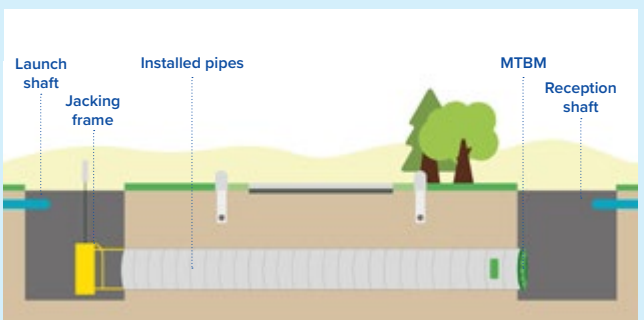 Launch
shaft
Jacking
frame
Installed pipes
MTBM
Reception
shaft